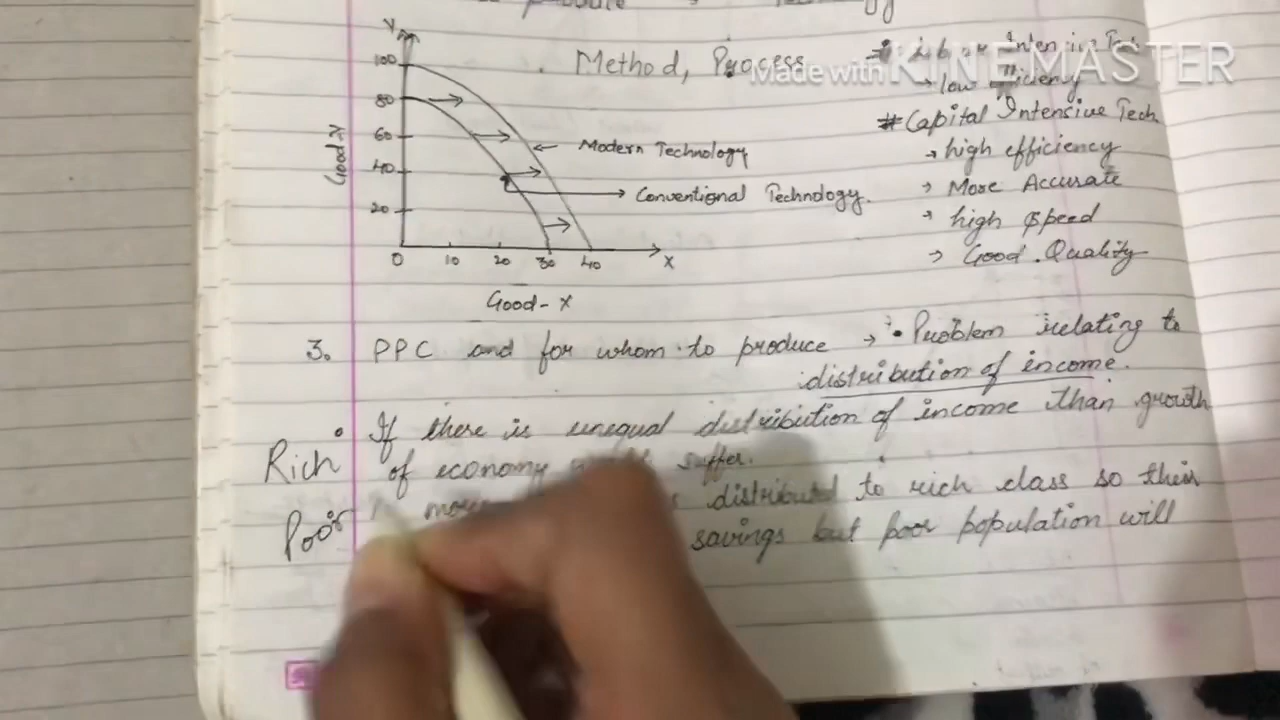 Y
100
80
60
40
20
0 10 20 30 40 X
Good-Y
Good-X
Method, Process
Modern Technology
Conventional Technology.
Made with KINEMASTER
low
# Capital Intensive Tech
→ high efficiency
→ More Accurate
→ high speed
→ Good Quality
3. PPC and for whom to produce → • Problem relating to
distribution of income.
• If there is unequal distribution of income than growth
Rich of economy suffer.
• distributed to rich class so their
Poor savings but poor population will